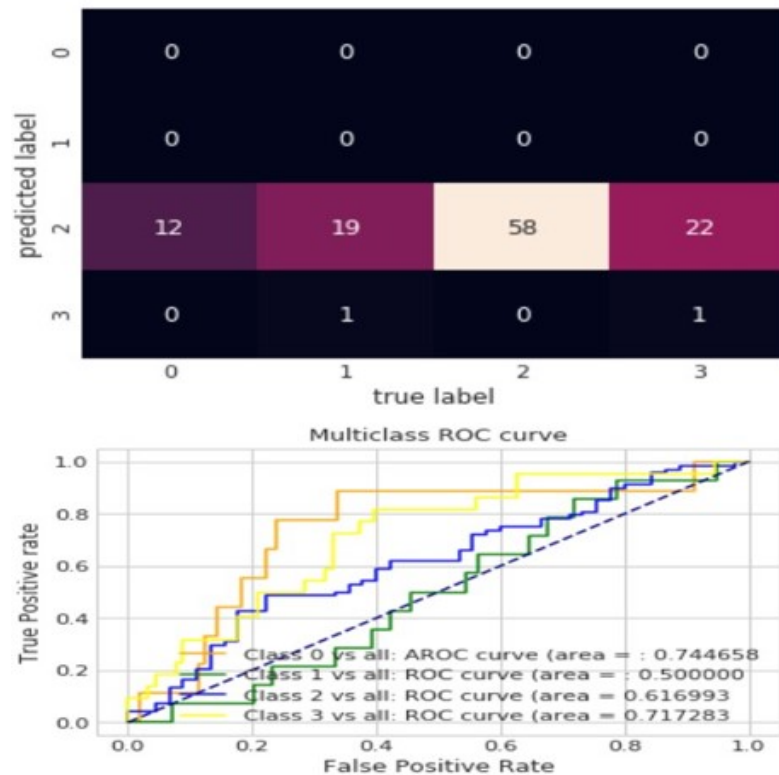 0 0 0 0 0
1 0 0 0 0
2 12 19 58 22
3 0 1 0 1
0 1 2 3
predicted label
true label
Multiclass ROC curve
1.0
0.8
0.6
0.4
0.2
0.0
True Positive rate
Class 0 vs all: AROC curve (area = : 0.744658
Class 1 vs all: ROC curve (area = : 0.500000
Class 2 vs all: ROC curve (area = 0.616993
Class 3 vs all: ROC curve (area = 0.717283
0.0 0.2 0.4 0.6 0.8 1.0
False Positive Rate